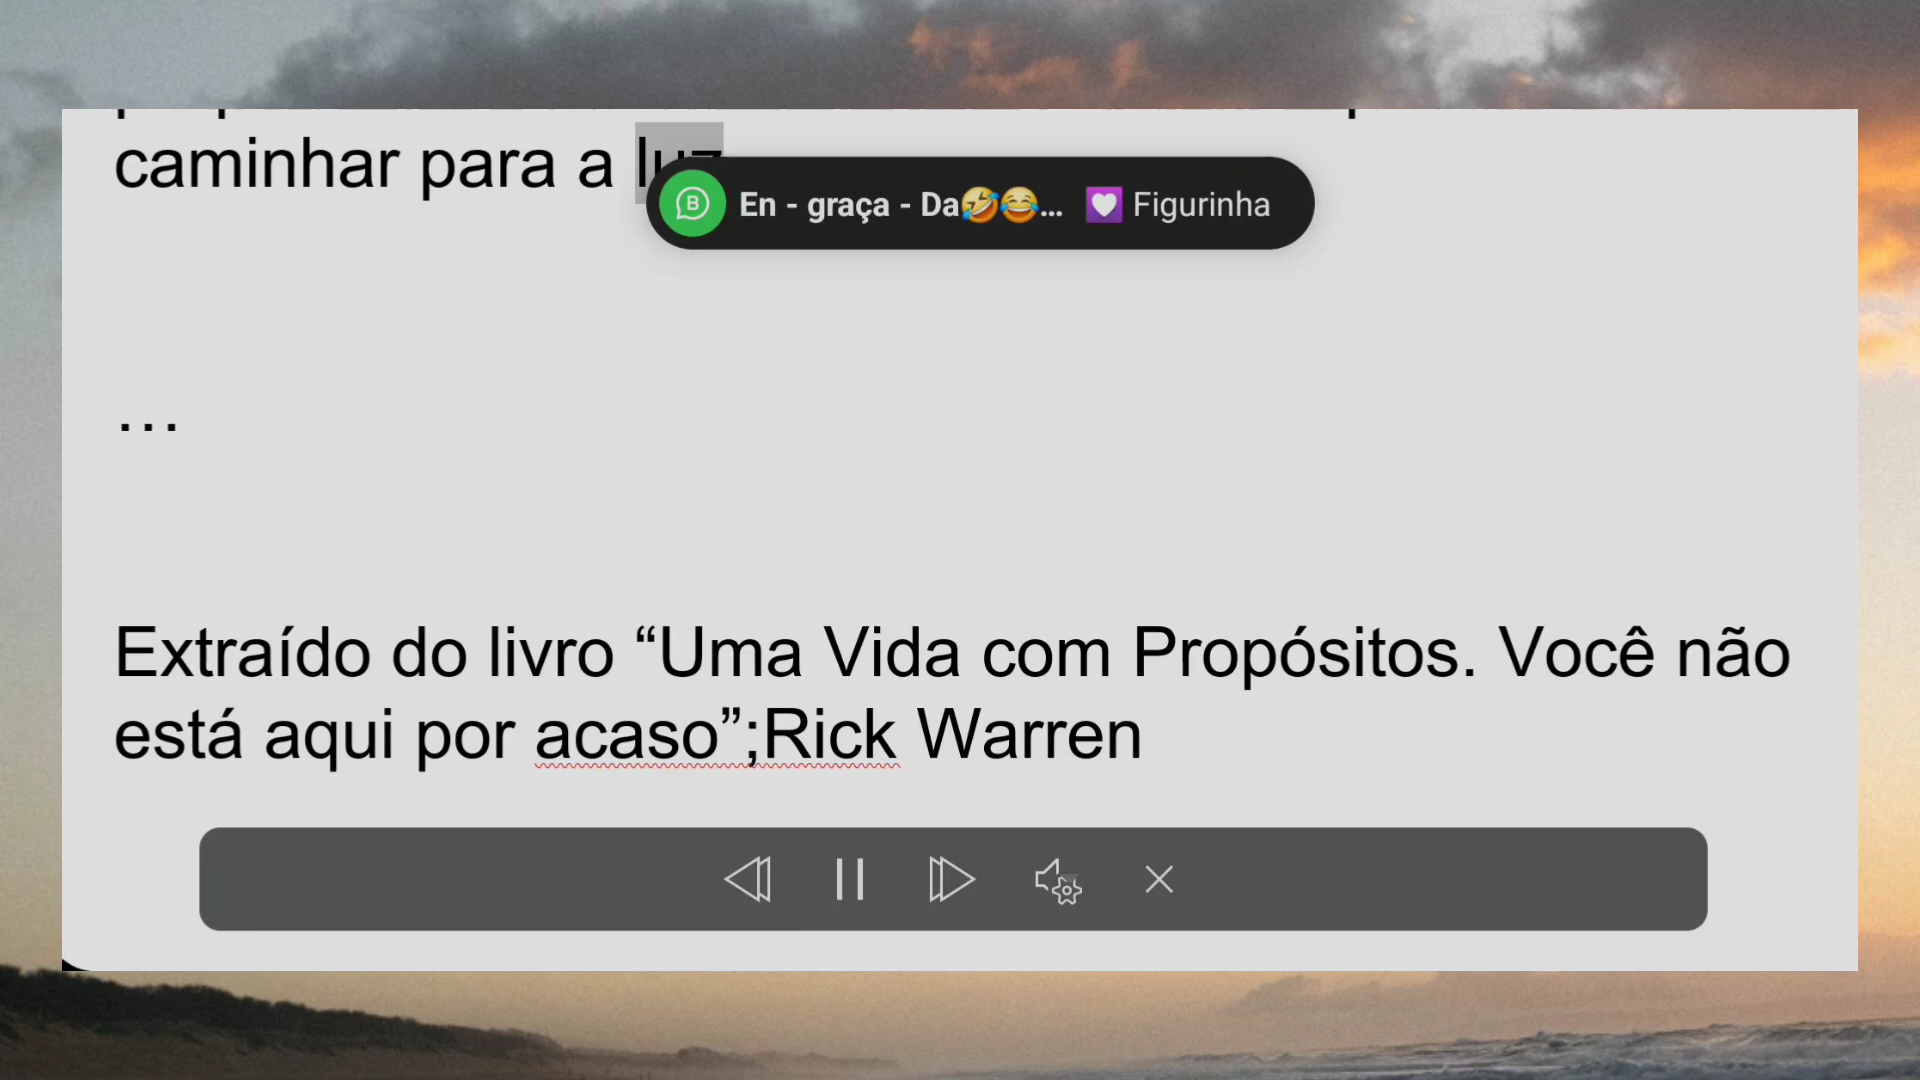 caminhar para a luz
En - graça - Da🤣😂... 💟 Figurinha
...
Extraído do livro “Uma Vida com Propósitos. Você não
está aqui por acaso”;Rick Warren